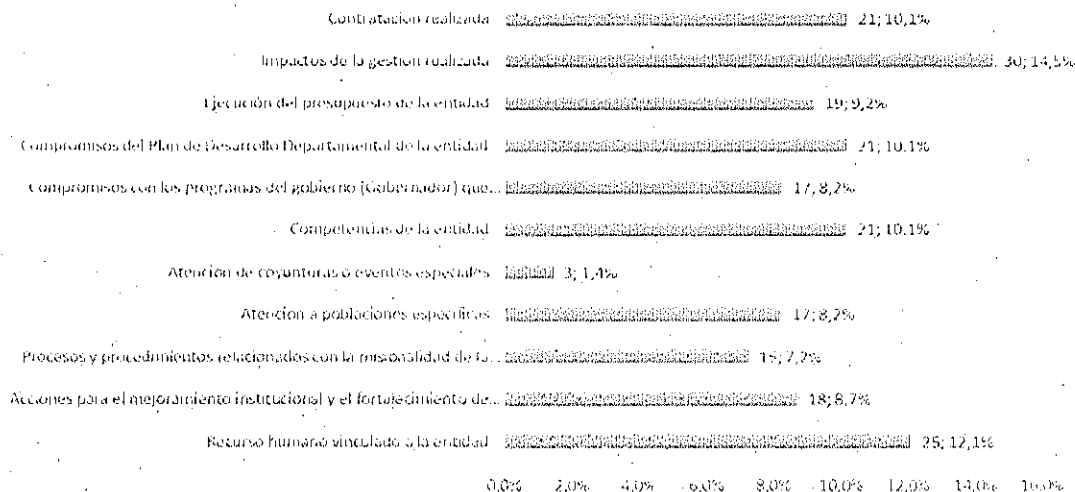 Contratación realizada 21; 10,1%
Impactos de la gestión realizada 30; 14,5%
Ejecución del presupuesto de la entidad 19; 9,2%
Compromisos del Plan de Desarrollo Departamental de la entidad 21; 10,1%
Compromisos con los programas del gobierno (Gobernador) que... 17; 8,2%
Competencias de la entidad 21; 10,1%
Atención de coyunturas o eventos especiales 3; 1,4%
Atención a poblaciones específicas 17; 8,2%
Procesos y procedimientos relacionados con la misionalidad de la... 15; 7,2%
Acciones para el mejoramiento institucional y el fortalecimiento de... 18; 8,7%
Recurso humano vinculado a la entidad 25; 12,1%
0,0% 2,0% 4,0% 6,0% 8,0% 10,0% 12,0% 14,0% 16,0%